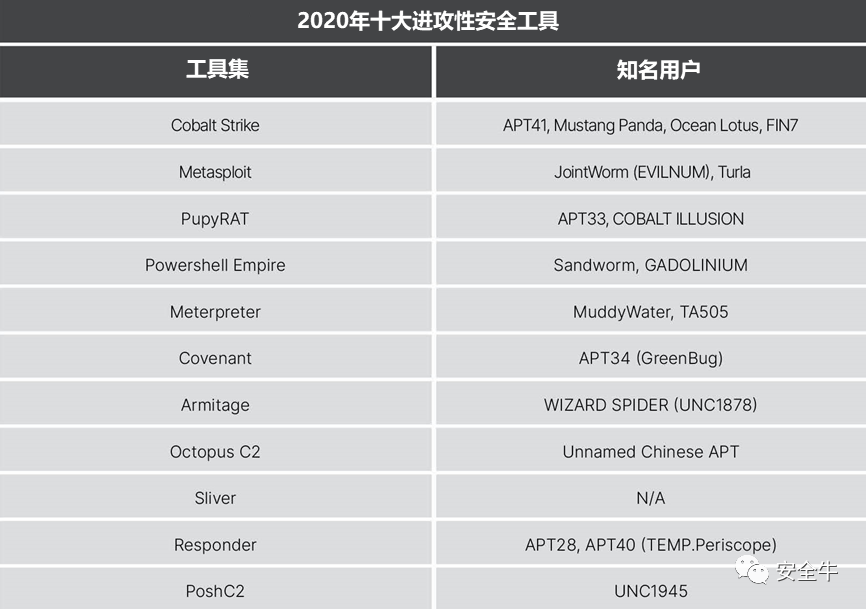 2020年十大进攻性安全工具
工具集 知名用户
Cobalt Strike APT41, Mustang Panda, Ocean Lotus, FIN7
Metasploit JointWorm (EVILNUM), Turla
PupyRAT APT33, COBALT ILLUSION
Powershell Empire Sandworm, GADOLINIUM
Meterpreter MuddyWater, TA505
Covenant APT34 (GreenBug)
Armitage WIZARD SPIDER (UNC1878)
Octopus C2 Unnamed Chinese APT
Sliver N/A
Responder APT28, APT40 (TEMP.Periscope)
安全牛
PoshC2 UNC1945